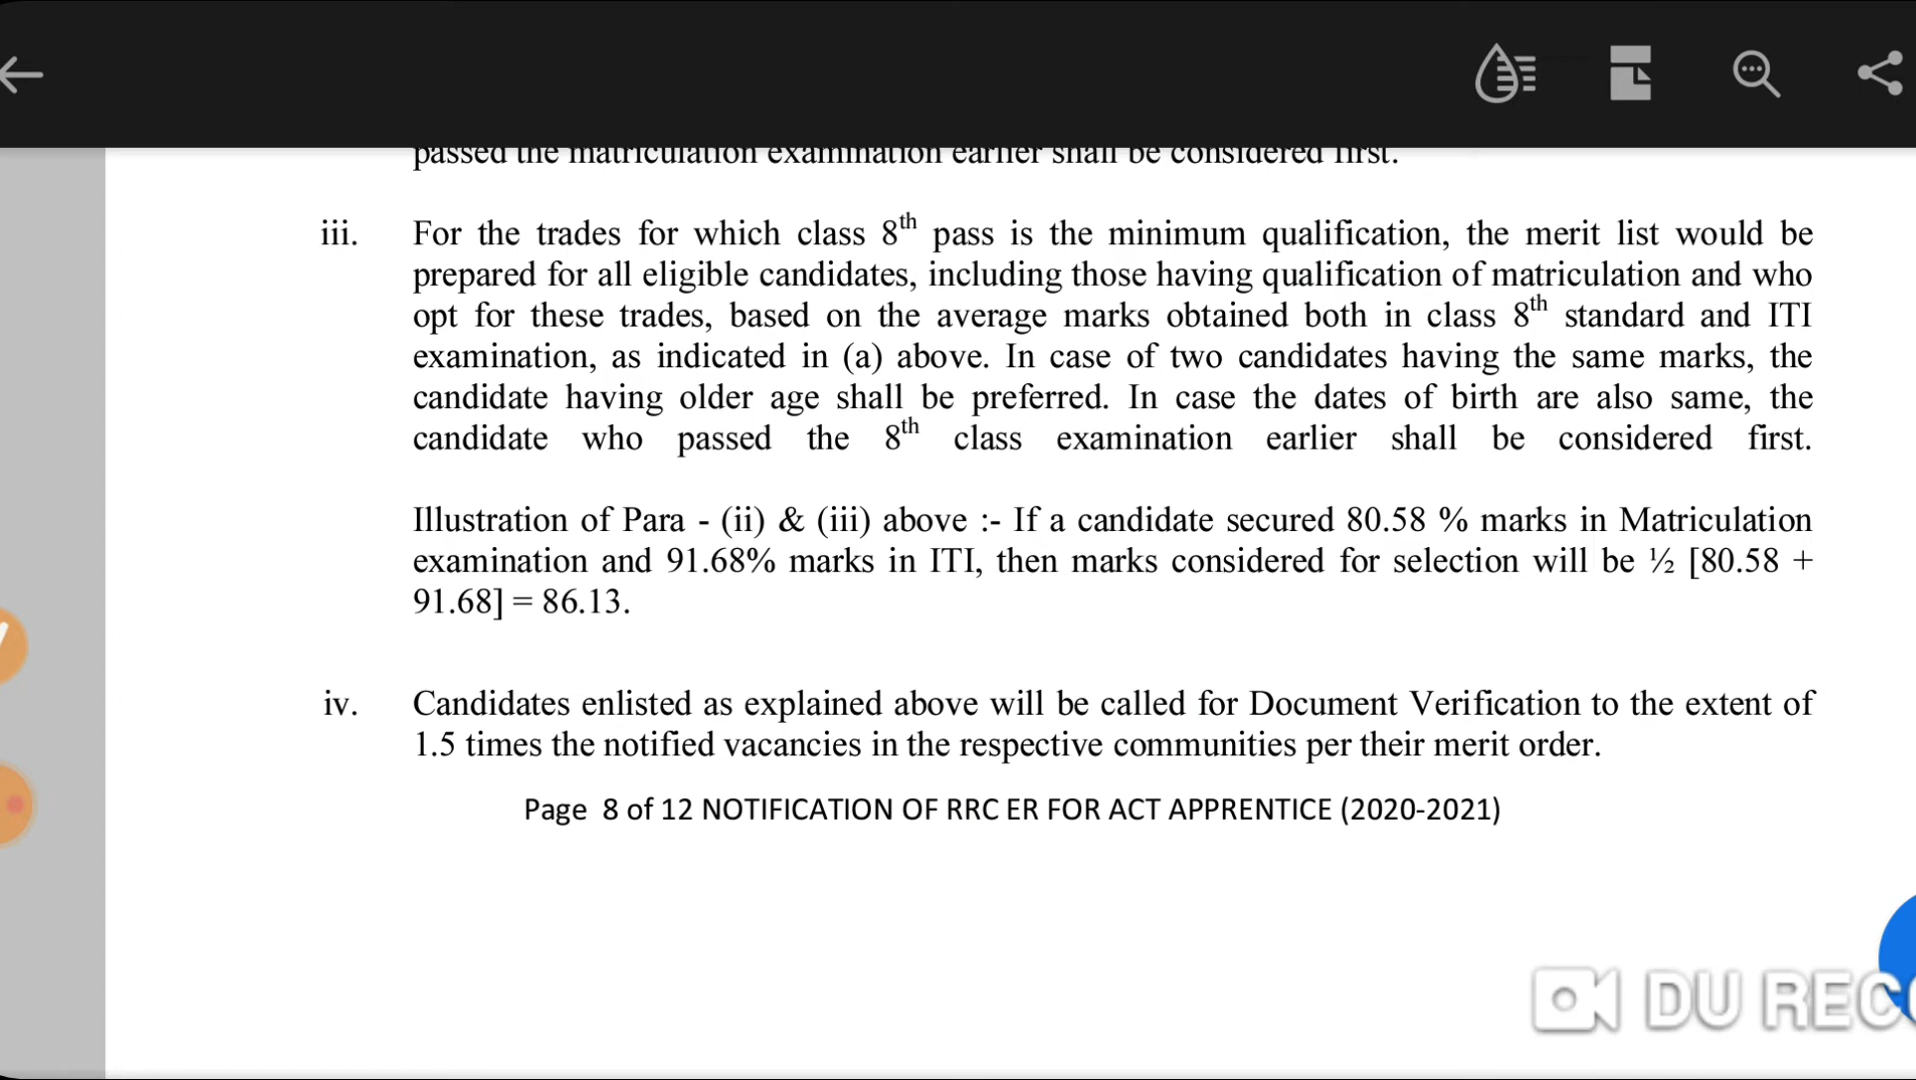 passed the matriculation examination earlier shall be considered first.
iii. For the trades for which class 8th pass is the minimum qualification, the merit list would be
prepared for all eligible candidates, including those having qualification of matriculation and who
opt for these trades, based on the average marks obtained both in class 8th standard and ITI
examination, as indicated in (a) above. In case of two candidates having the same marks, the
candidate having older age shall be preferred. In case the dates of birth are also same, the
candidate who passed the 8th class examination earlier shall be considered first.
Illustration of Para - (ii) & (iii) above :- If a candidate secured 80.58 % marks in Matriculation
examination and 91.68% marks in ITI, then marks considered for selection will be ½ [80.58 +
91.68] = 86.13.
iv. Candidates enlisted as explained above will be called for Document Verification to the extent of
1.5 times the notified vacancies in the respective communities per their merit order.
Page 8 of 12 NOTIFICATION OF RRC ER FOR ACT APPRENTICE (2020-2021)
DU REC